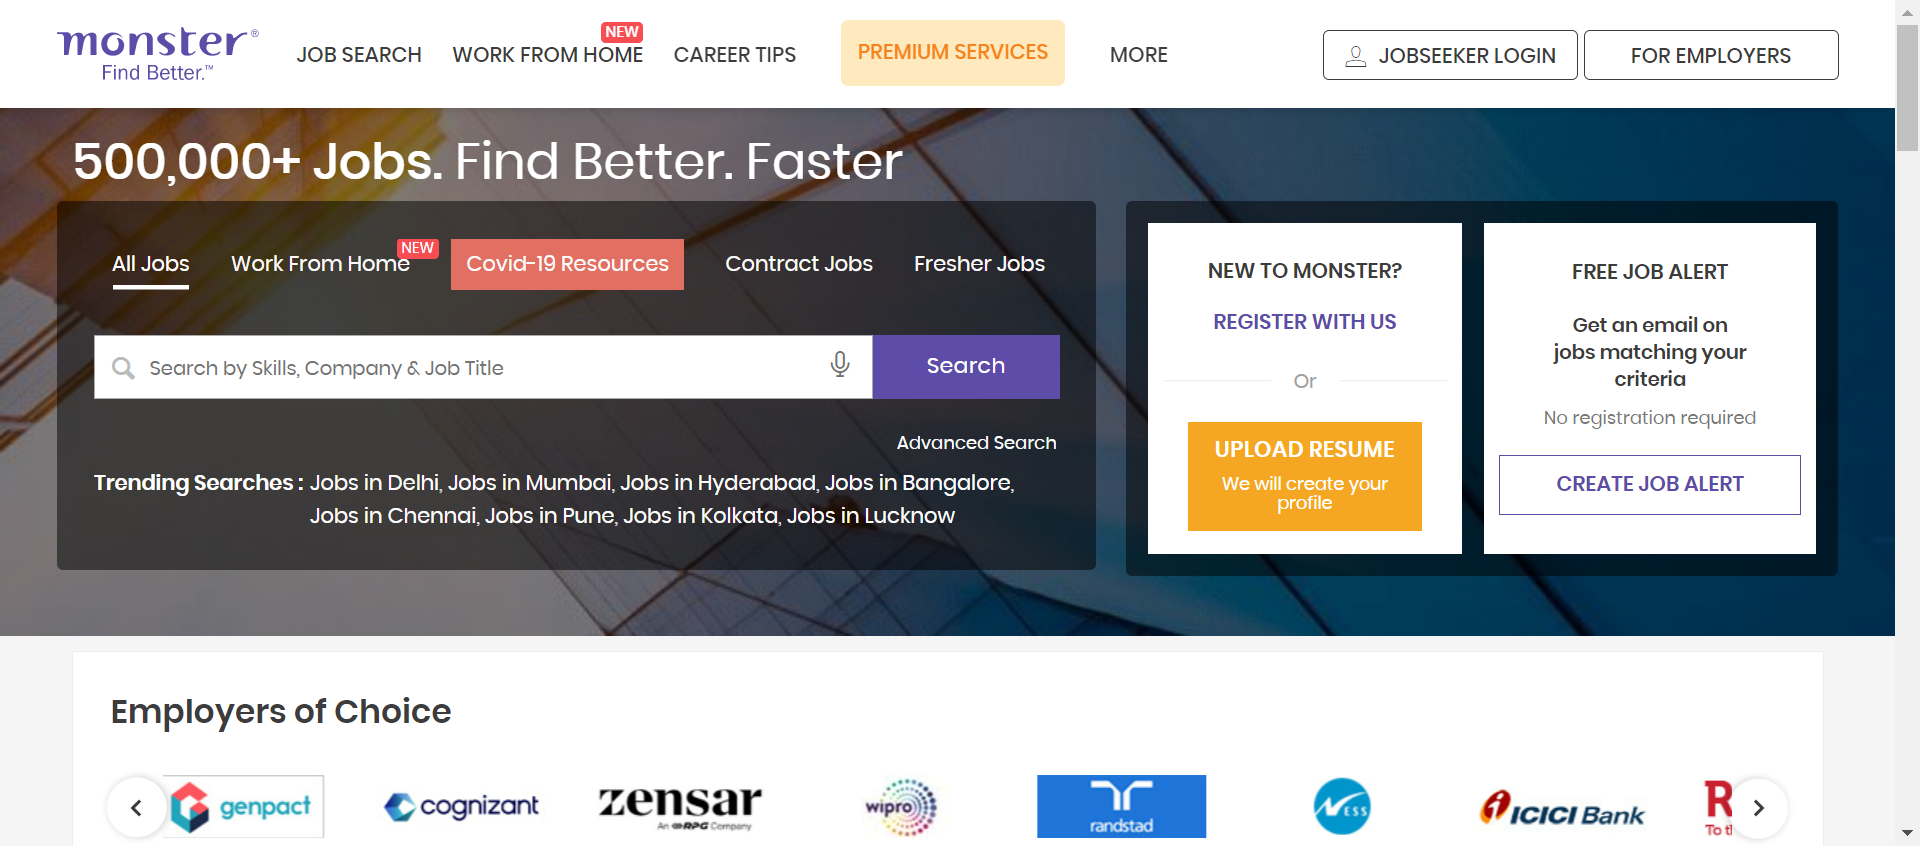 monster®
Find Better.™
JOB SEARCH
WORK FROM HOME
NEW
CAREER TIPS
PREMIUM SERVICES
MORE
JOBSEEKER LOGIN
FOR EMPLOYERS
500,000+ Jobs. Find Better. Faster
All Jobs
Work From Home
NEW
Covid-19 Resources
Contract Jobs
Fresher Jobs
Search by Skills, Company & Job Title
Search
Advanced Search
Trending Searches : Jobs in Delhi, Jobs in Mumbai, Jobs in Hyderabad, Jobs in Bangalore,
Jobs in Chennai, Jobs in Pune, Jobs in Kolkata, Jobs in Lucknow
NEW TO MONSTER?
REGISTER WITH US
Or
UPLOAD RESUME
We will create your
profile
FREE JOB ALERT
Get an email on
jobs matching your
criteria
No registration required
CREATE JOB ALERT
Employers of Choice
genpact
cognizant
zensar
An RPG Company
wipro
randstad
NESS
ICICI Bank
R
To t